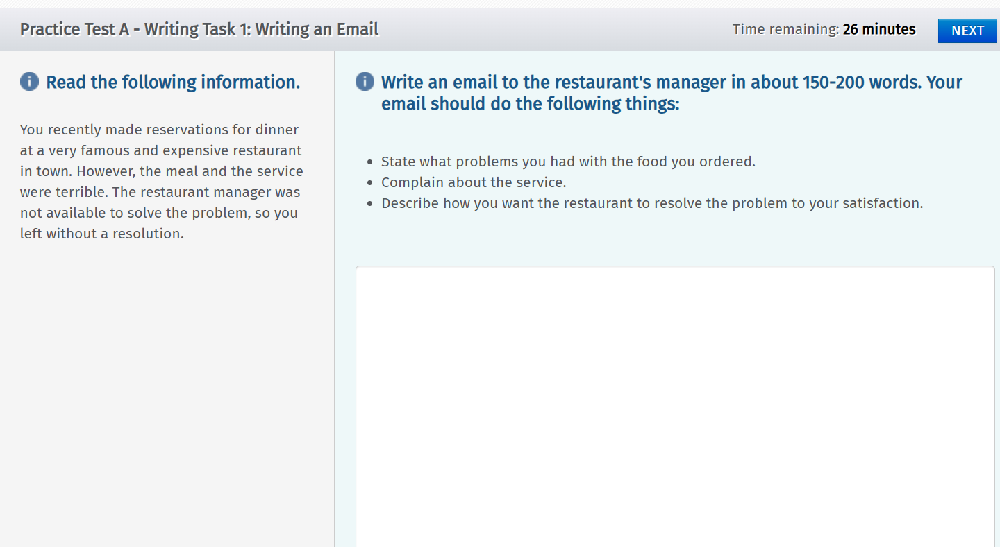 Practice Test A - Writing Task 1: Writing an Email
Time remaining: 26 minutes
NEXT
Read the following information.
You recently made reservations for dinner
at a very famous and expensive restaurant
in town. However, the meal and the service
were terrible. The restaurant manager was
not available to solve the problem, so you
left without a resolution.
Write an email to the restaurant's manager in about 150-200 words. Your
email should do the following things:
State what problems you had with the food you ordered.
Complain about the service.
Describe how you want the restaurant to resolve the problem to your satisfaction.